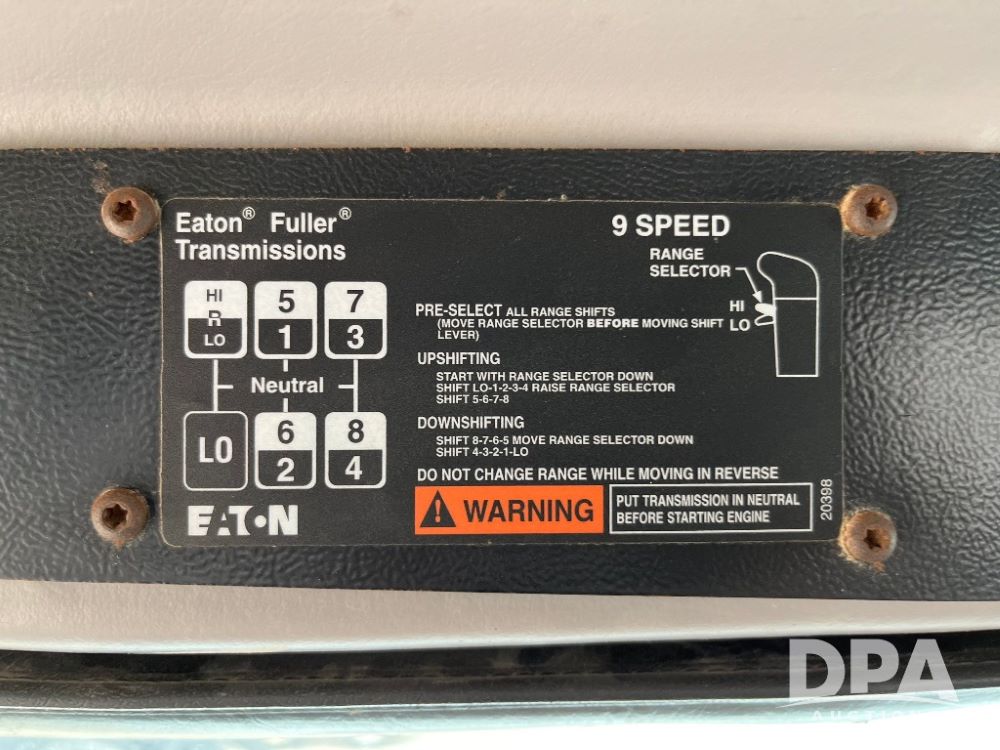 Eaton® Fuller®
Transmissions
9 SPEED
RANGE
SELECTOR
HI
LO
HI
R
LO
5
1
7
3
Neutral
LO
6
2
8
4
PRE-SELECT ALL RANGE SHIFTS
(MOVE RANGE SELECTOR BEFORE MOVING SHIFT
LEVER)
UPSHIFTING
START WITH RANGE SELECTOR DOWN
SHIFT LO-1-2-3-4 RAISE RANGE SELECTOR
SHIFT 5-6-7-8
DOWNSHIFTING
SHIFT 8-7-6-5 MOVE RANGE SELECTOR DOWN
SHIFT 4-3-2-1-LO
DO NOT CHANGE RANGE WHILE MOVING IN REVERSE
EATON
WARNING
PUT TRANSMISSION IN NEUTRAL
BEFORE STARTING ENGINE
20398
DPA